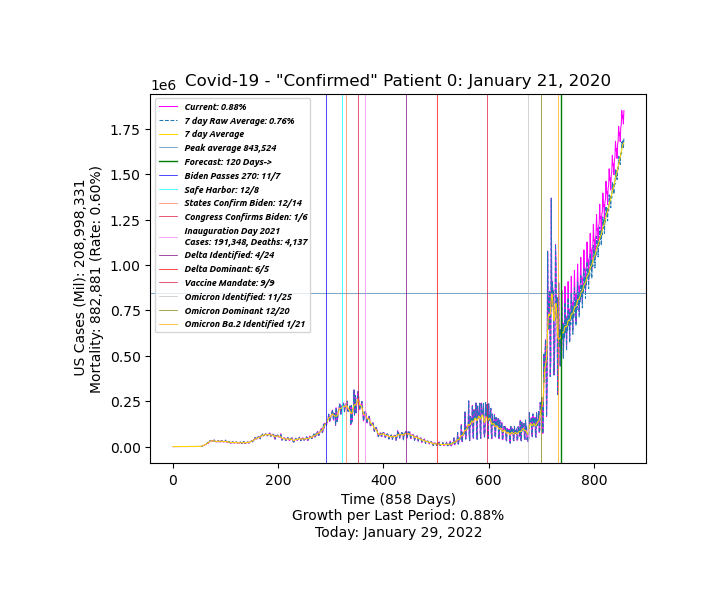 Covid-19 - "Confirmed" Patient 0: January 21, 2020
1e6
Current: 0.88%
7 day Raw Average: 0.76%
7 day Average
Peak average 843,524
Forecast: 120 Days->
Biden Passes 270: 11/7
Safe Harbor: 12/8
States Confirm Biden: 12/14
Congress Confirms Biden: 1/6
Inauguration Day 2021
Cases: 191,348, Deaths: 4,137
Delta Identified: 4/24
Delta Dominant: 6/5
Vaccine Mandate: 9/9
Omicron Identified: 11/25
Omicron Dominant 12/20
Omicron Ba.2 Identified 1/21
US Cases (Mil): 208,998,331
Mortality: 882,881 (Rate: 0.60%)
1.75
1.50
1.25
1.00
0.75
0.50
0.25
0.00
0 200 400 600 800
Time (858 Days)
Growth per Last Period: 0.88%
Today: January 29, 2022